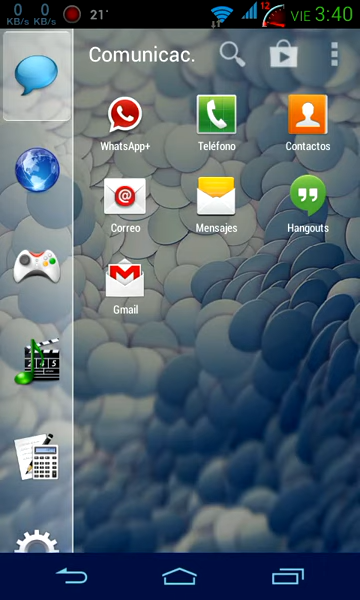 0 0 21° 12 VIE 3:40
KB/s KB/s
Comunicac.
WhatsApp+ Teléfono Contactos
Correo Mensajes Hangouts
Gmail